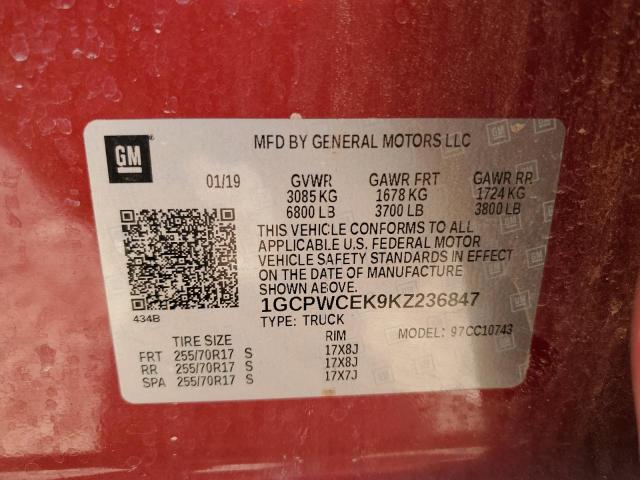 GM
MFD BY GENERAL MOTORS LLC
01/19 GVWR GAWR FRT GAWR RR
3085 KG 1678 KG 1724 KG
6800 LB 3700 LB 3800 LB
THIS VEHICLE CONFORMS TO ALL
APPLICABLE U.S. FEDERAL MOTOR
VEHICLE SAFETY STANDARDS IN EFFECT
ON THE DATE OF MANUFACTURE
SHOWN ABOVE.
1GCPWCEK9KZ236847
434B
TYPE: TRUCK MODEL: 97CC10743
TIRE SIZE RIM
FRT 255/70R17 S 17X8J
RR 255/70R17 S 17X8J
SPA 255/70R17 S 17X7J